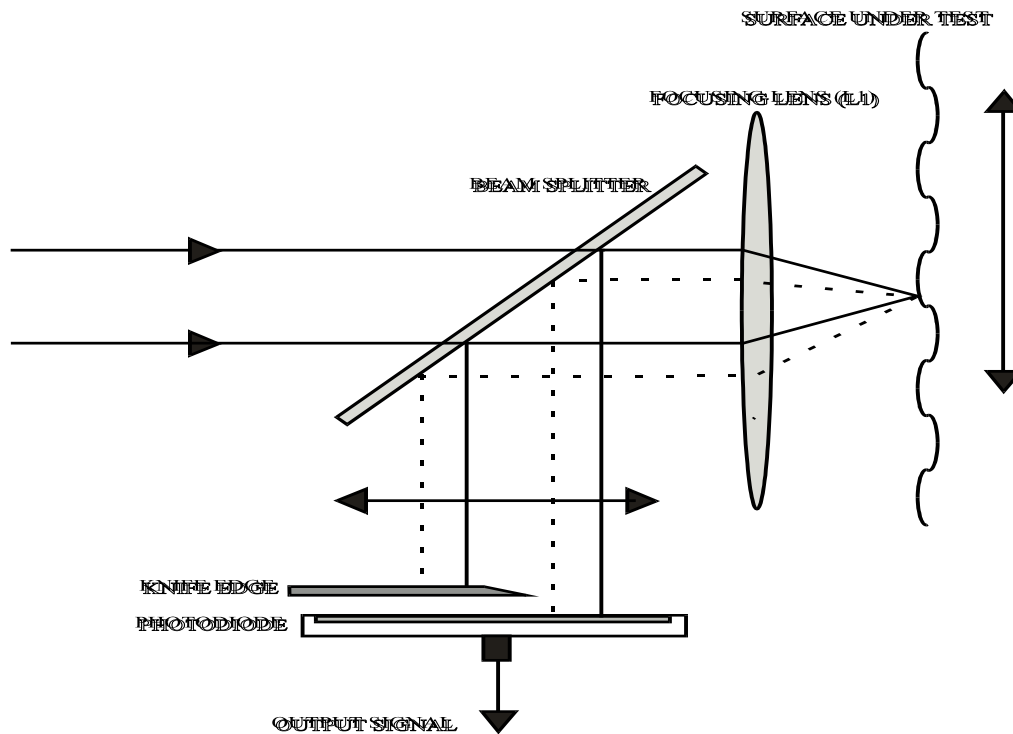 SURFACE UNDER TEST
FOCUSING LENS (L1)
BEAM SPLITTER
KNIFE EDGE
PHOTODIODE
OUTPUT SIGNAL